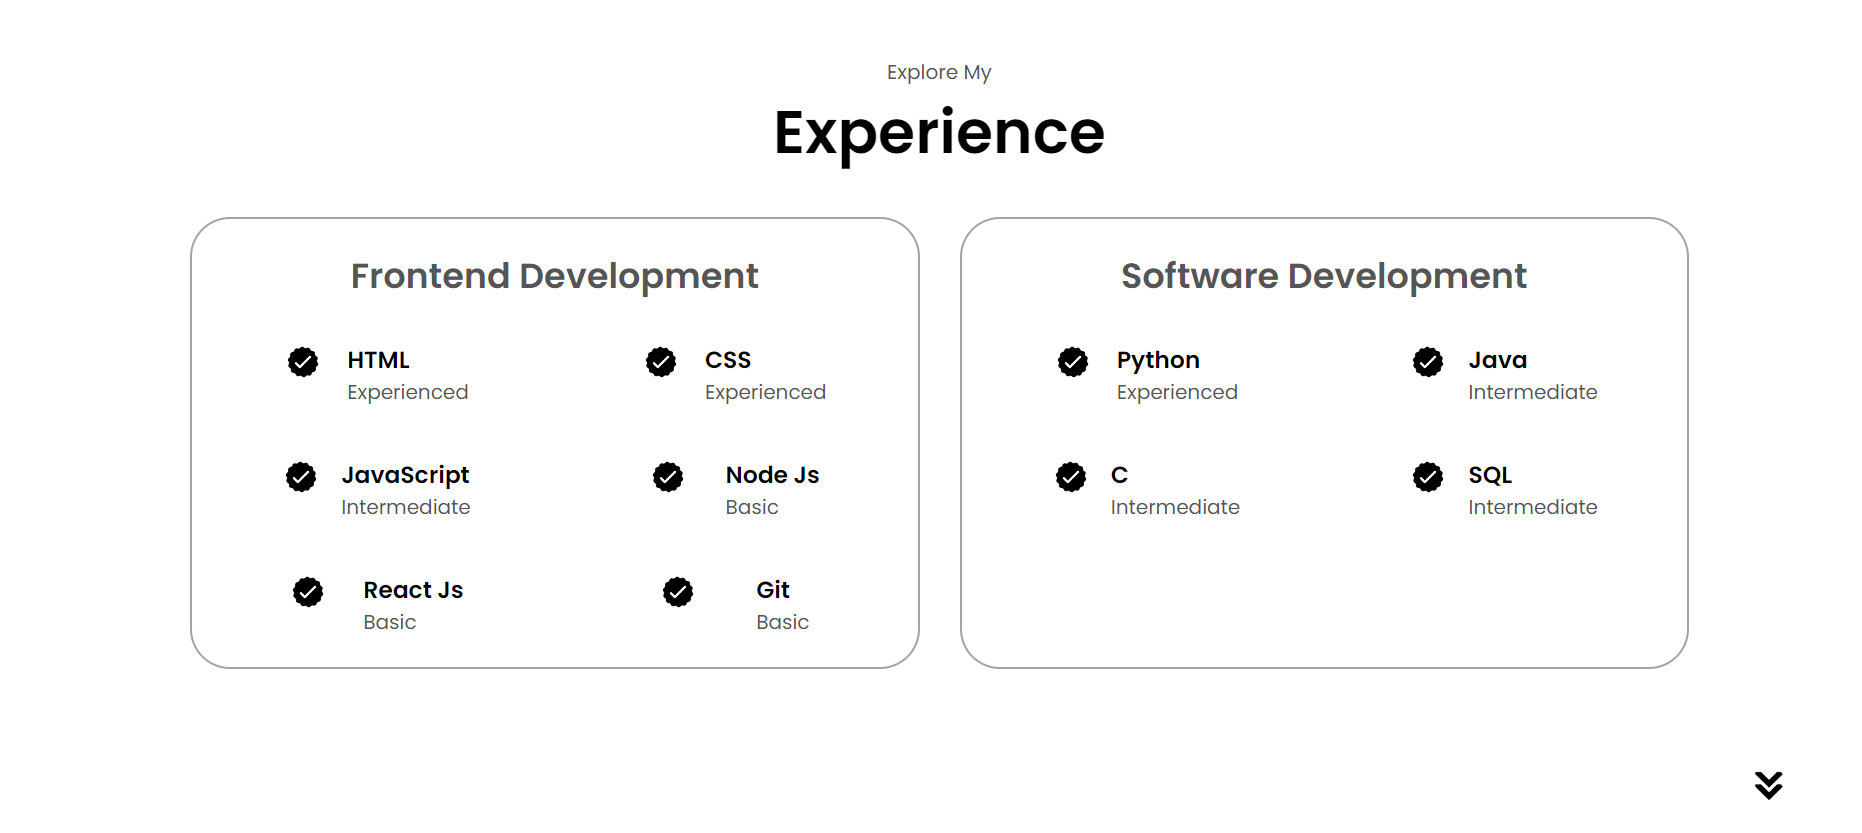 Explore My
Experience
Frontend Development
HTML
Experienced
CSS
Experienced
JavaScript
Intermediate
Node Js
Basic
React Js
Basic
Git
Basic
Software Development
Python
Experienced
Java
Intermediate
C
Intermediate
SQL
Intermediate